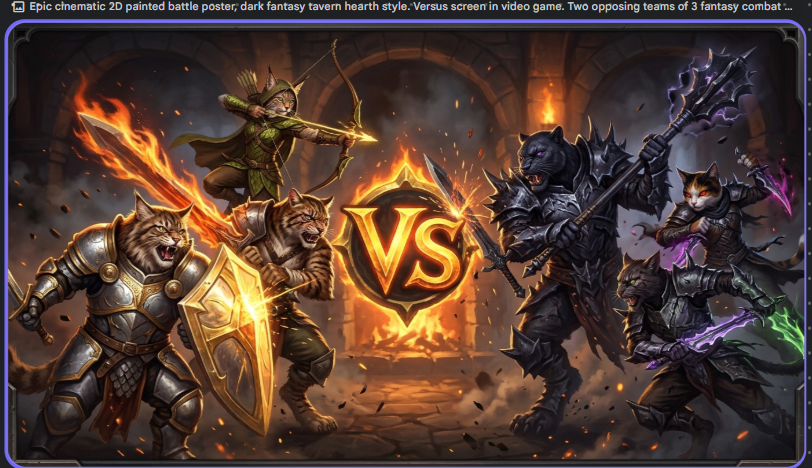 Epic chematic 2D painted battle poster, dark fantasy tavern hearth style. Versus screen in video game. Two opposing teams of 3 fantasy combat ...
VS